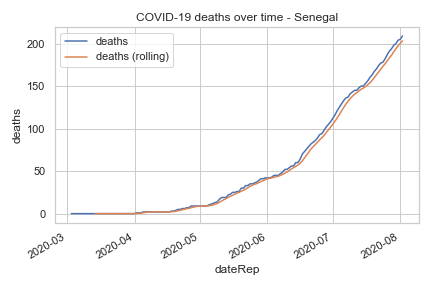 COVID-19 deaths over time - Senegal
deaths
deaths (rolling)
deaths
200
150
100
50
0
2020-03
2020-04
2020-05
2020-06
2020-07
2020-08
dateRep